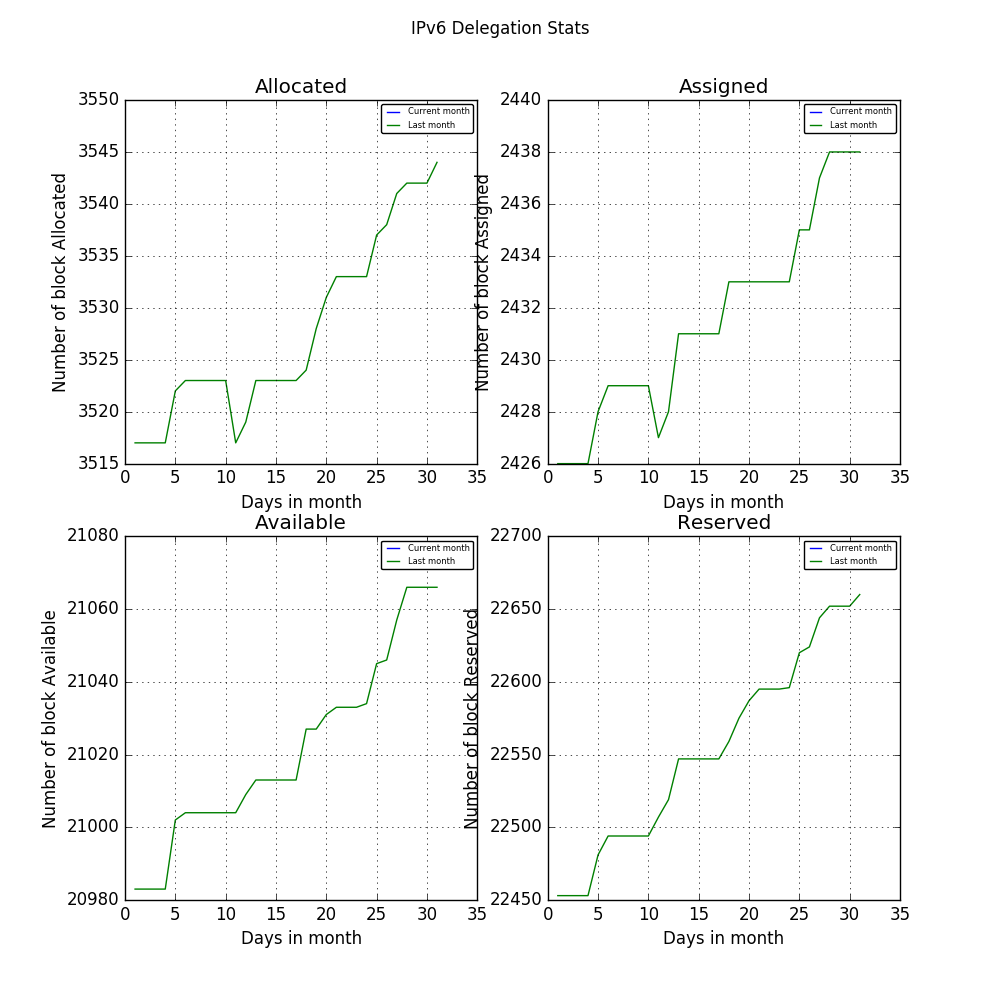 IPv6 Delegation Stats
Allocated
Current month
Last month
3550
3545
3540
3535
3530
3525
3520
3515
Number of block Allocated
0 5 10 15 20 25 30 35
Days in month
Assigned
Current month
Last month
2440
2438
2436
2434
2432
2430
2428
2426
Number of block Assigned
0 5 10 15 20 25 30 35
Days in month
Available
Current month
Last month
21080
21060
21040
21020
21000
20980
Number of block Available
0 5 10 15 20 25 30 35
Days in month
Reserved
Current month
Last month
22700
22650
22600
22550
22500
22450
Number of block Reserved
0 5 10 15 20 25 30 35
Days in month